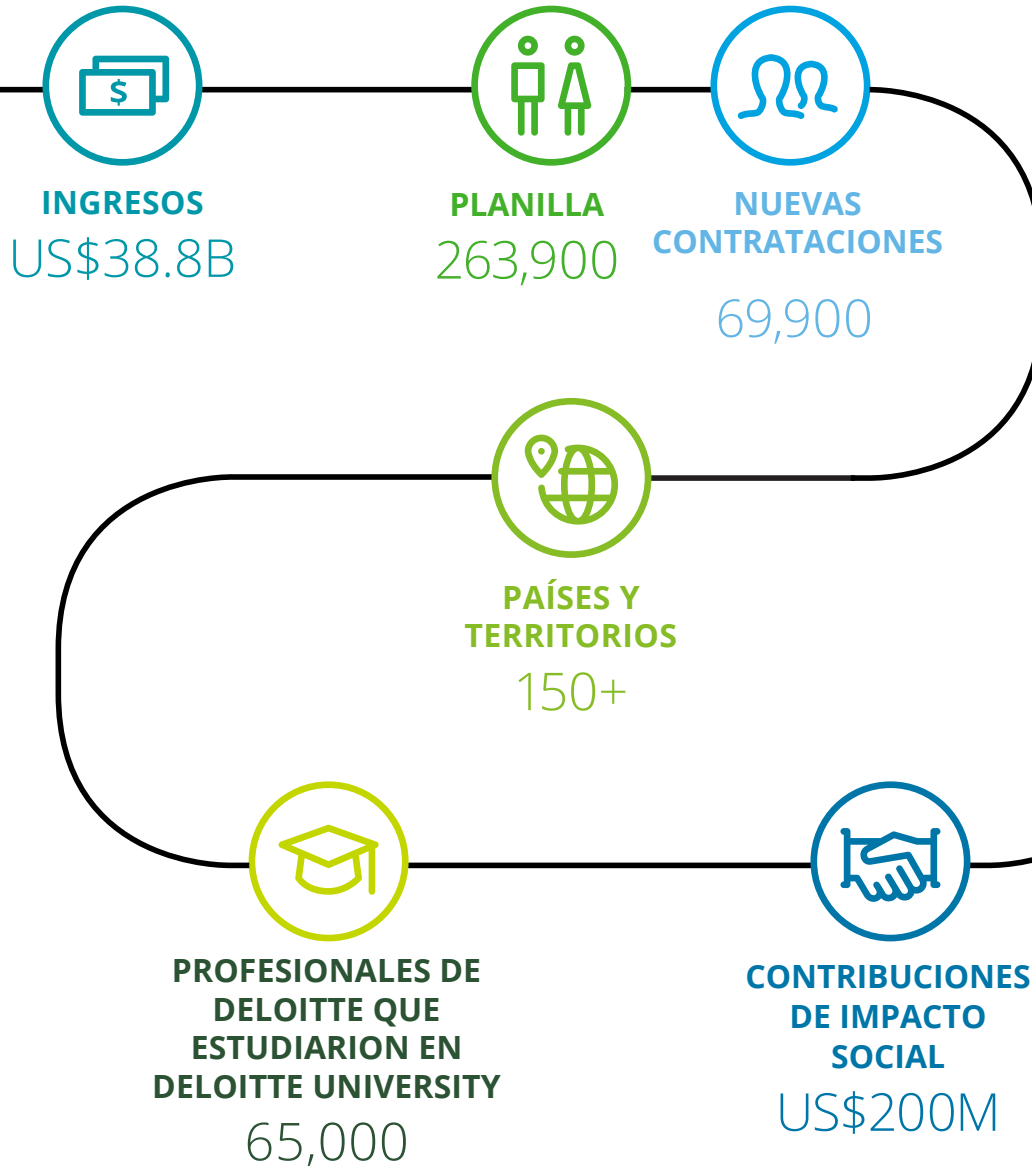 $
INGRESOS
US$38.8B
PLANILLA
263,900
NUEVAS
CONTRATACIONES
69,900
PAÍSES Y
TERRITORIOS
150+
PROFESIONALES DE
DELOITTE QUE
ESTUDIARION EN
DELOITTE UNIVERSITY
65,000
CONTRIBUCIONES
DE IMPACTO
SOCIAL
US$200M